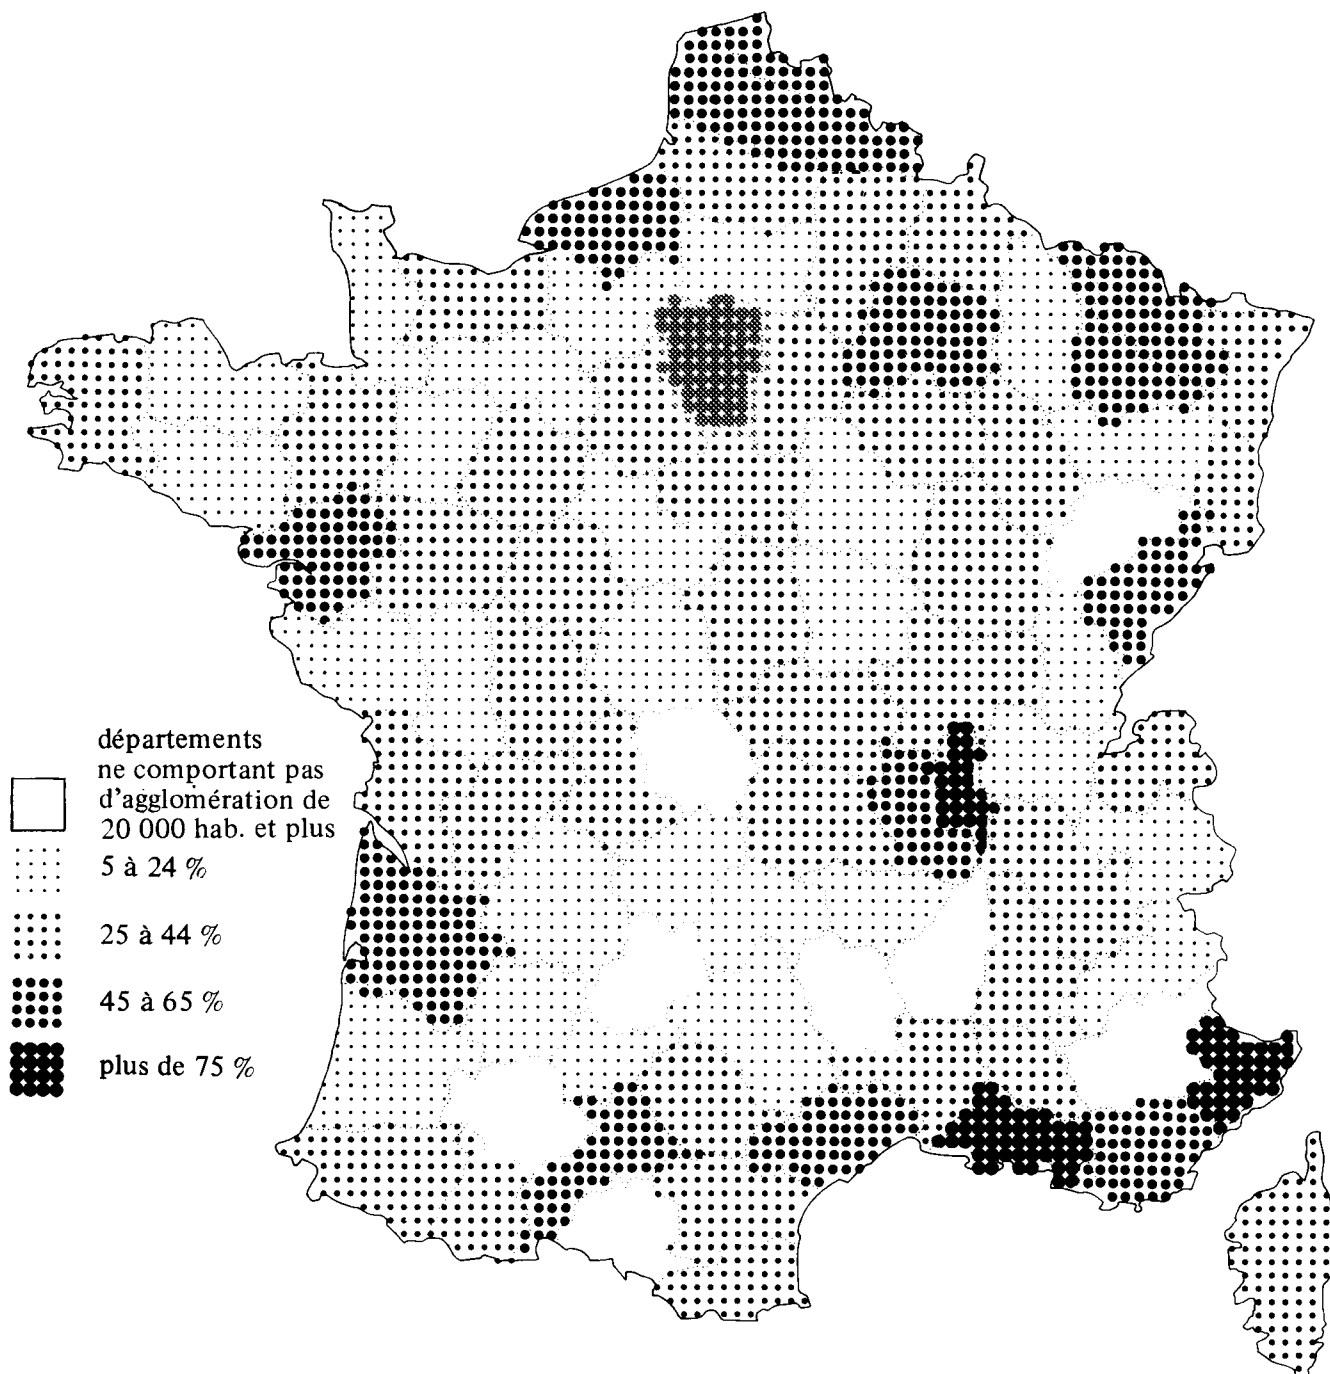 départements
ne comportant pas
d'agglomération de
20 000 hab. et plus
5 à 24 %
25 à 44 %
45 à 65 %
plus de 75 %